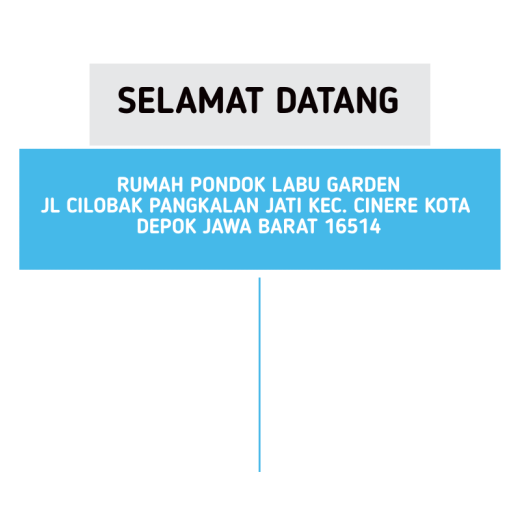 SELAMAT DATANG
RUMAH PONDOK LABU GARDEN
JL CILOBAK PANGKALAN JATI KEC. CINERE KOTA
DEPOK JAWA BARAT 16514